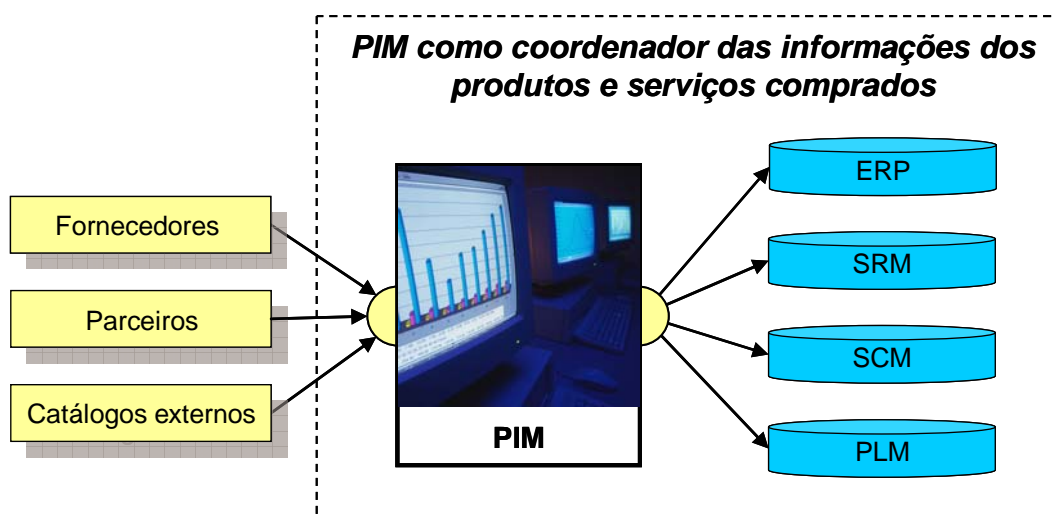 PIM como coordenador das informações dos
produtos e serviços comprados
Fornecedores
Parceiros
Catálogos externos
PIM
ERP
SRM
SCM
PLM